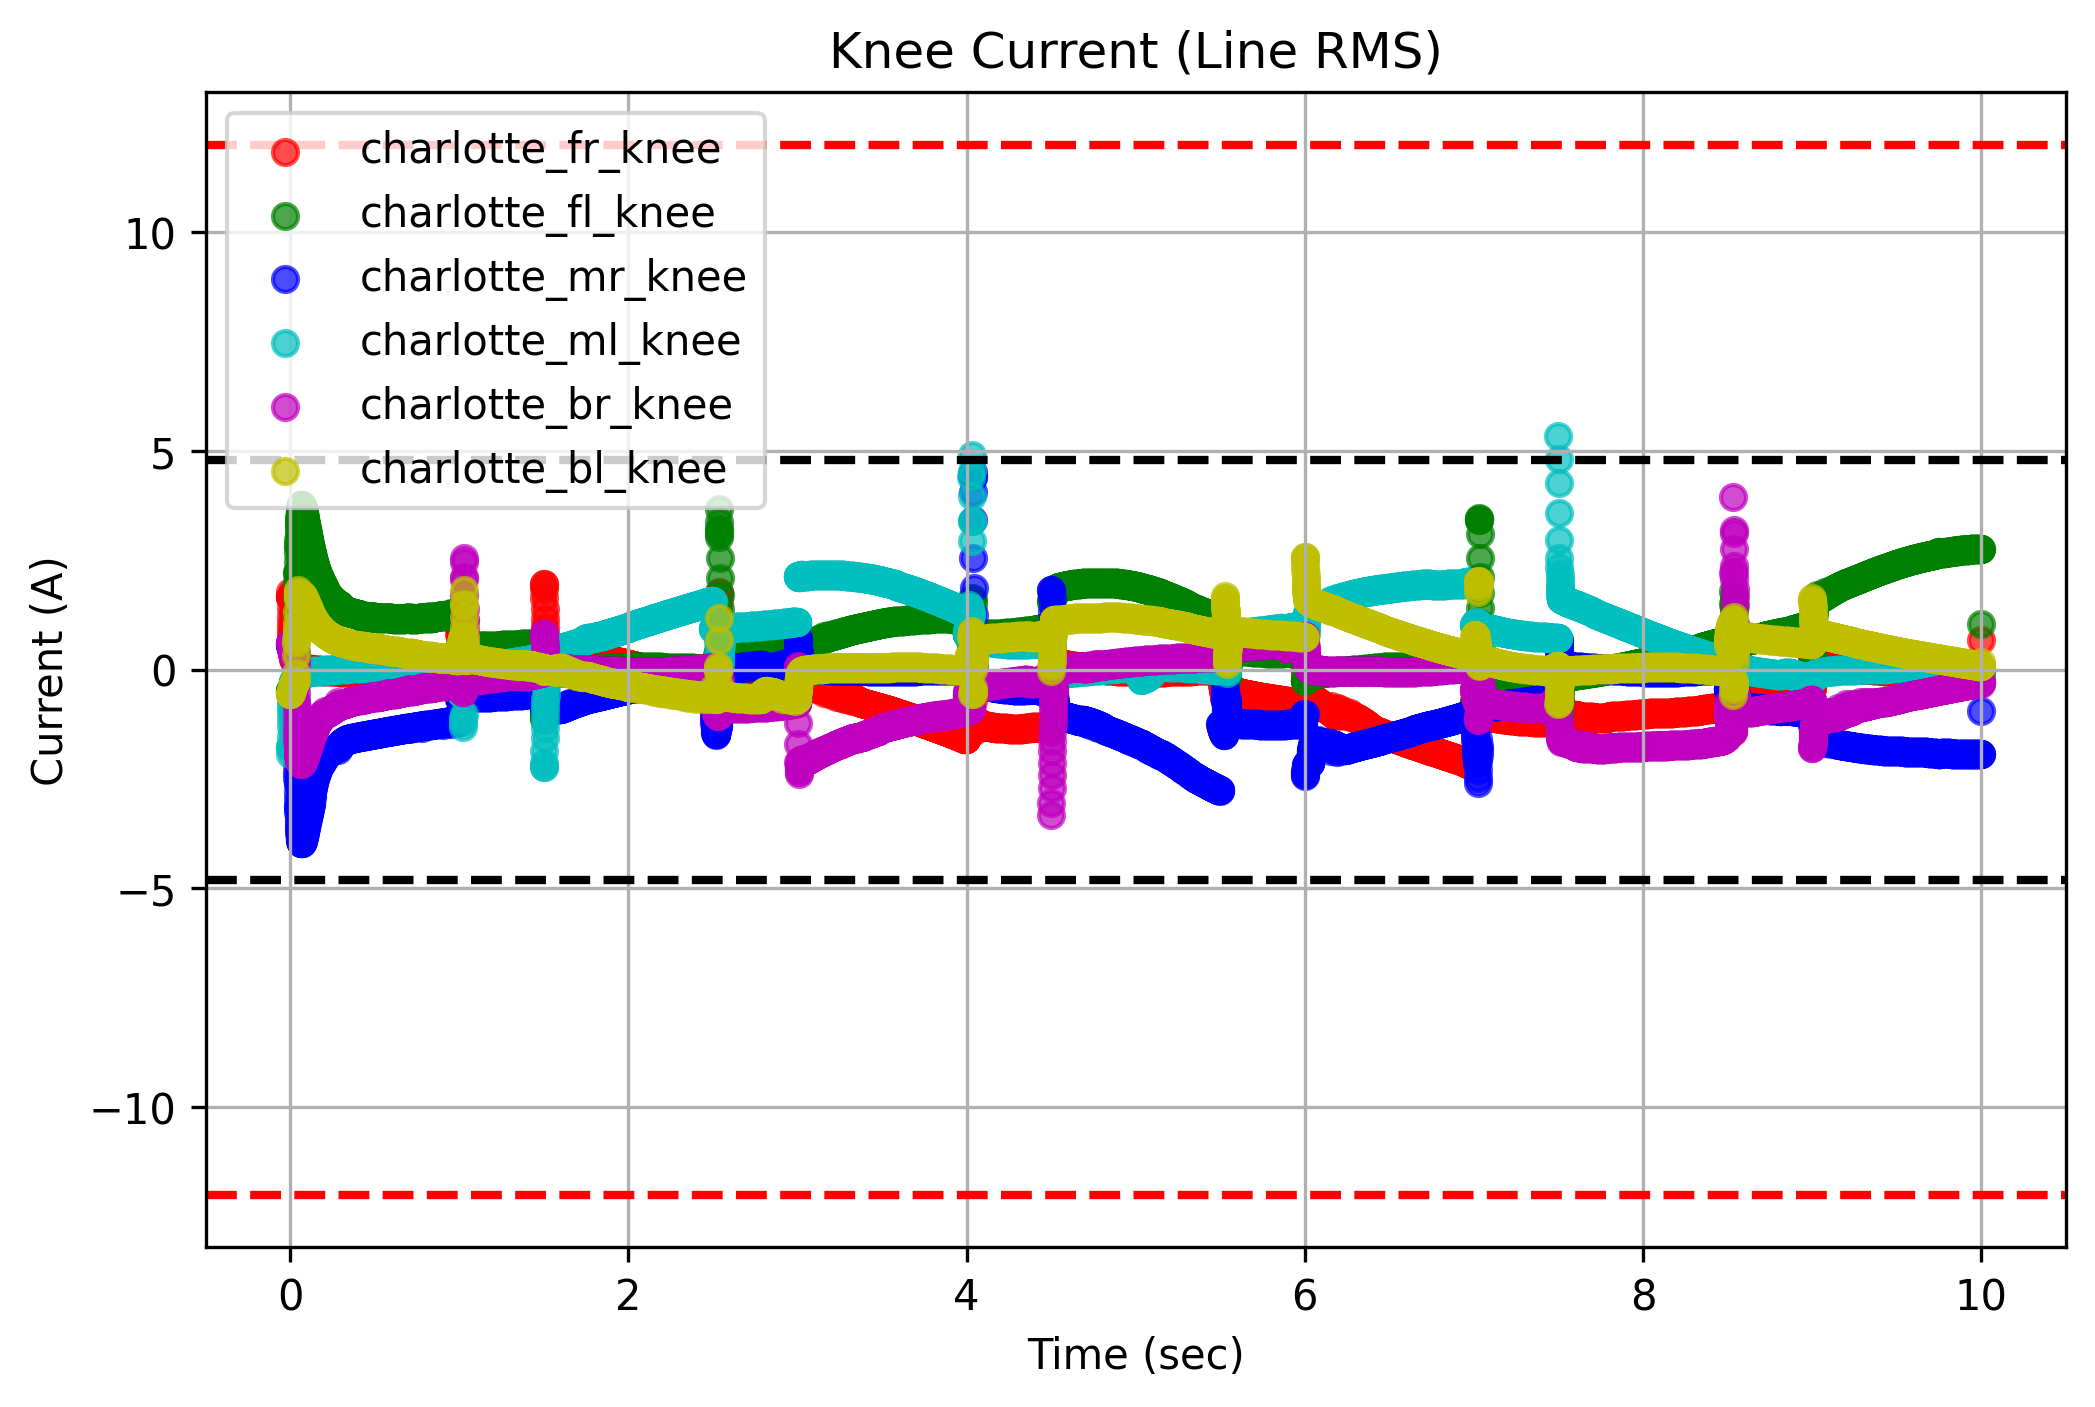 Knee Current (Line RMS)
charlotte_fr_knee
charlotte_fl_knee
charlotte_mr_knee
charlotte_ml_knee
charlotte_br_knee
charlotte_bl_knee
10
5
0
−5
−10
Current (A)
0 2 4 6 8 10
Time (sec)